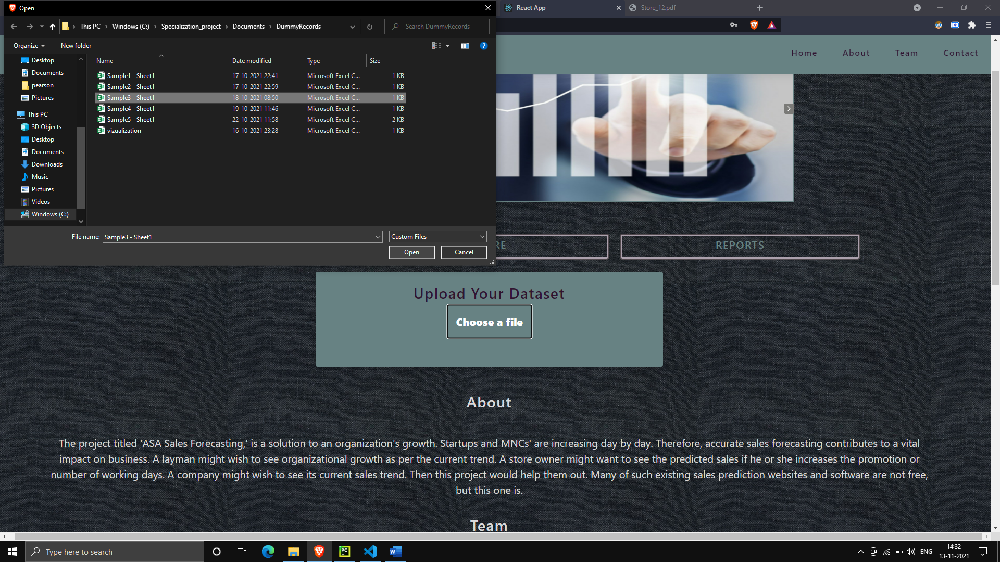 Open
React App
Store_12.pdf
This PC
Windows (C:)
Specialization_project
Documents
DummyRecords
Search DummyRecords
Organize
New folder
Home
About
Team
Contact
Desktop
Documents
pearson
Pictures
This PC
3D Objects
Desktop
Documents
Downloads
Music
Pictures
Videos
Windows (C:)
Name Date modified Type Size
Sample1 - Sheet1 17-10-2021 22:41 Microsoft Excel C... 1 KB
Sample2 - Sheet1 17-10-2021 22:59 Microsoft Excel C... 1 KB
Sample3 - Sheet1 18-10-2021 08:50 Microsoft Excel C... 1 KB
Sample4 - Sheet1 19-10-2021 11:46 Microsoft Excel C... 1 KB
Sample5 - Sheet1 22-10-2021 11:58 Microsoft Excel C... 2 KB
vizualization 16-10-2021 23:28 Microsoft Excel C... 1 KB
File name: Sample3 - Sheet1 Custom Files
Open Cancel
RE
REPORTS
Upload Your Dataset
Choose a file
About
The project titled 'ASA Sales Forecasting,' is a solution to an organization's growth. Startups and MNCs' are increasing day by day. Therefore, accurate sales forecasting contributes to a vital
impact on business. A layman might wish to see organizational growth as per the current trend. A store owner might want to see the predicted sales if he or she increases the promotion or
number of working days. A company might wish to see its current sales trend. Then this project would help them out. Many of such existing sales prediction websites and software are not free,
but this one is.
Team
Type here to search
ENG
14:32
13-11-2021